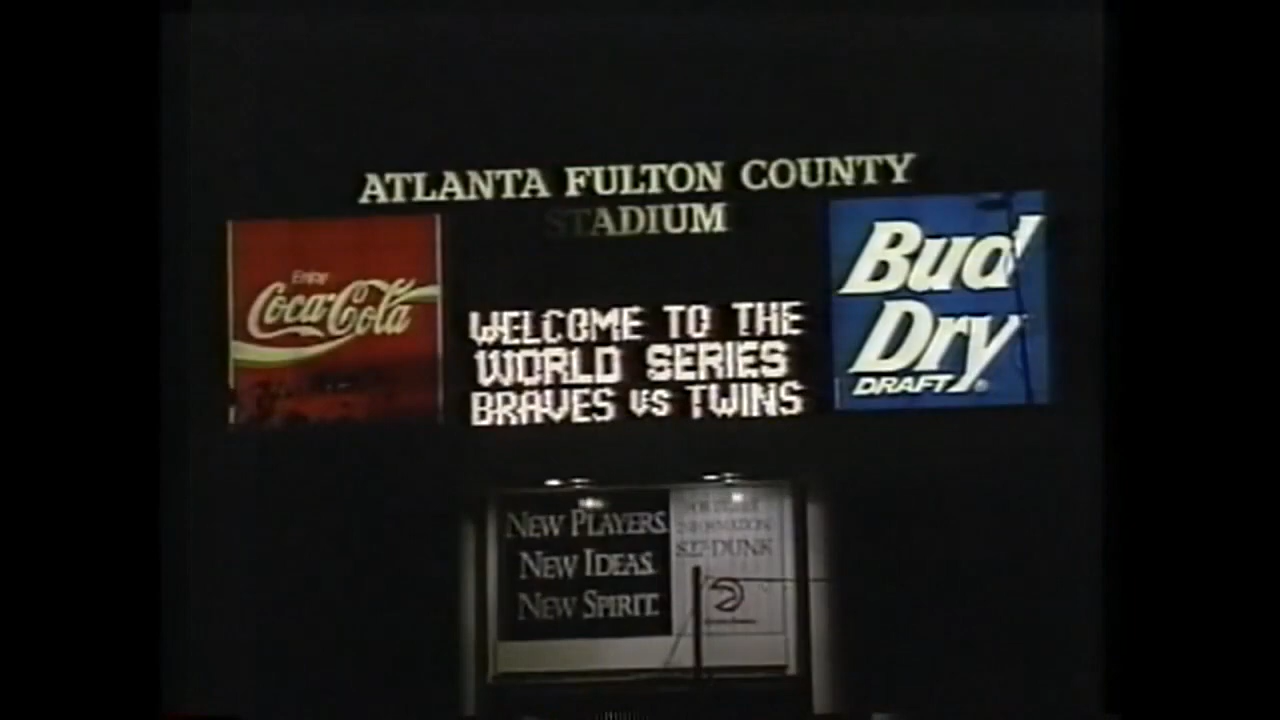 ATLANTA FULTON COUNTY
STADIUM
Enjoy
Coca-Cola
WELCOME TO THE
WORLD SERIES
BRAVES VS TWINS
Bud
Dry
DRAFT®
NEW PLAYERS.
NEW IDEAS.
NEW SPIRIT.
INFORMATION
DUNK